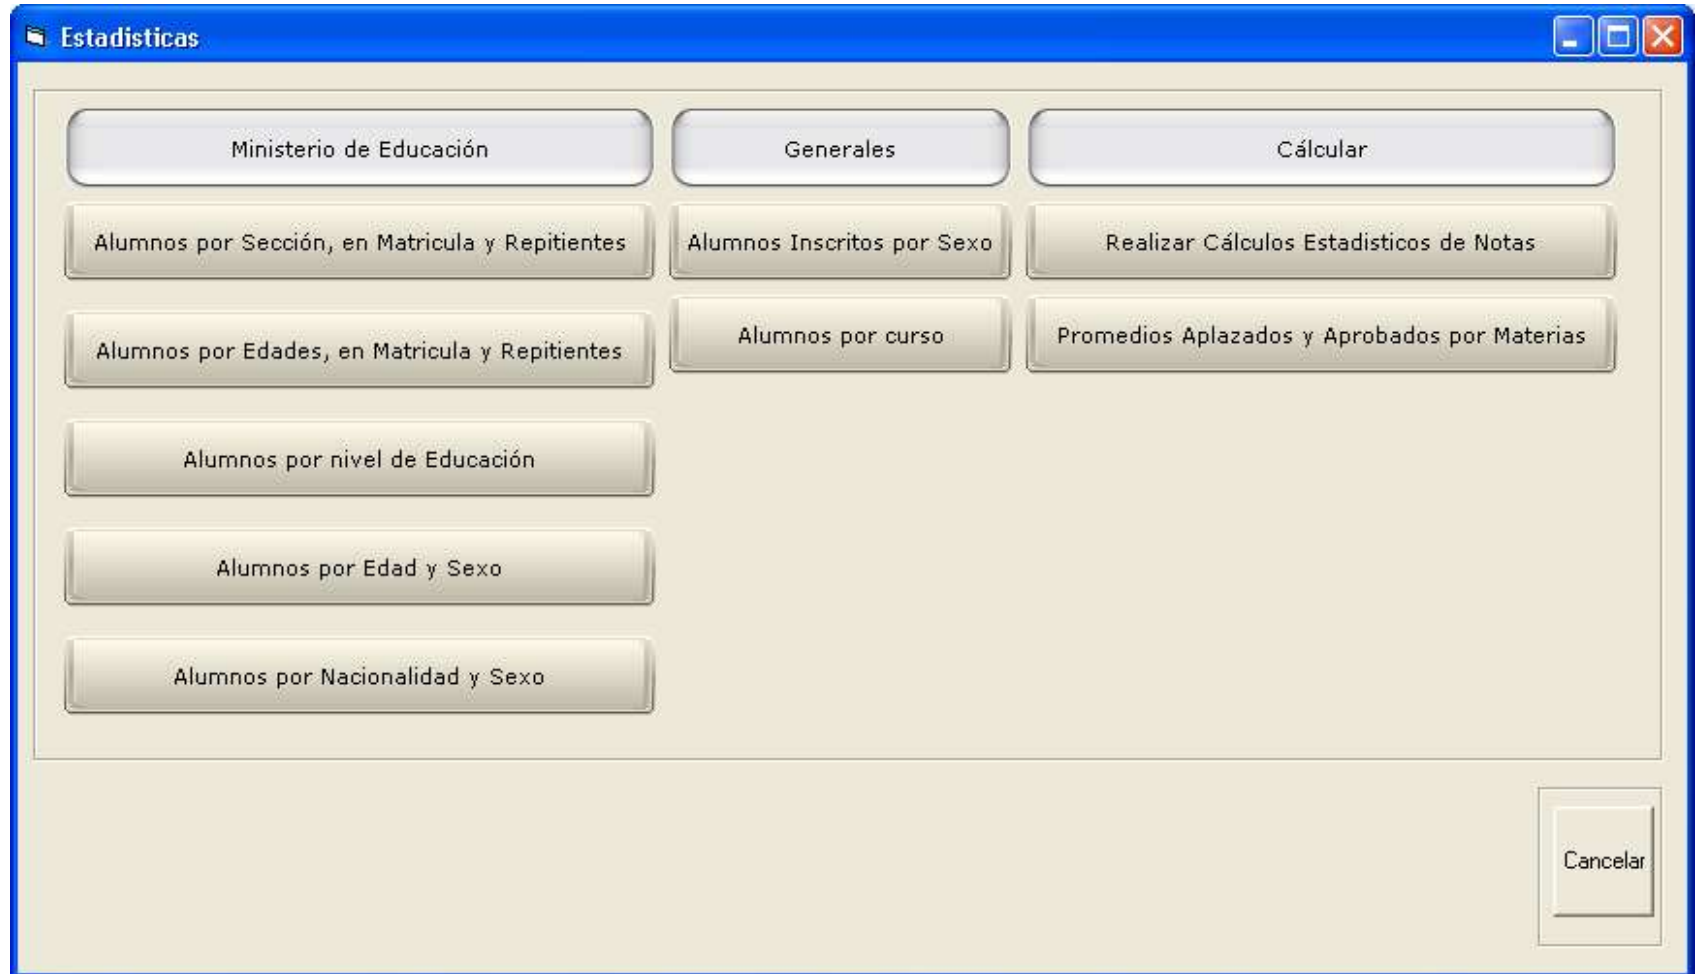 Estadisticas
Ministerio de Educación
Generales
Cálcular
Alumnos por Sección, en Matricula y Repitientes
Alumnos Inscritos por Sexo
Realizar Cálculos Estadisticos de Notas
Alumnos por Edades, en Matricula y Repitientes
Alumnos por curso
Promedios Aplazados y Aprobados por Materias
Alumnos por nivel de Educación
Alumnos por Edad y Sexo
Alumnos por Nacionalidad y Sexo
Cancelar